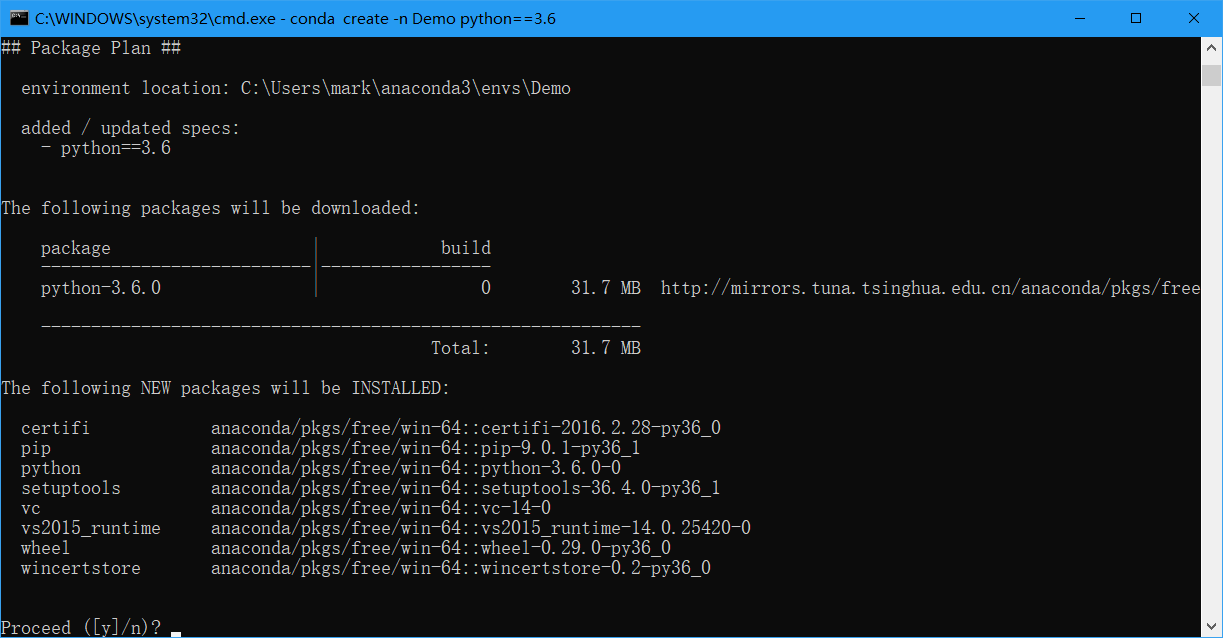 C:\WINDOWS\system32\cmd.exe - conda  create -n Demo python==3.6
## Package Plan ##
environment location: C:\Users\mark\anaconda3\envs\Demo
added / updated specs:
- python==3.6
The following packages will be downloaded:
package                    |            build
---------------------------|-----------------
python-3.6.0               |                0        31.7 MB  http://mirrors.tuna.tsinghua.edu.cn/anaconda/pkgs/free
------------------------------------------------------------
Total:        31.7 MB
The following NEW packages will be INSTALLED:
certifi            anaconda/pkgs/free/win-64::certifi-2016.2.28-py36_0
pip                anaconda/pkgs/free/win-64::pip-9.0.1-py36_1
python             anaconda/pkgs/free/win-64::python-3.6.0-0
setuptools         anaconda/pkgs/free/win-64::setuptools-36.4.0-py36_1
vc                 anaconda/pkgs/free/win-64::vc-14-0
vs2015_runtime     anaconda/pkgs/free/win-64::vs2015_runtime-14.0.25420-0
wheel              anaconda/pkgs/free/win-64::wheel-0.29.0-py36_0
wincertstore       anaconda/pkgs/free/win-64::wincertstore-0.2-py36_0
Proceed ([y]/n)?